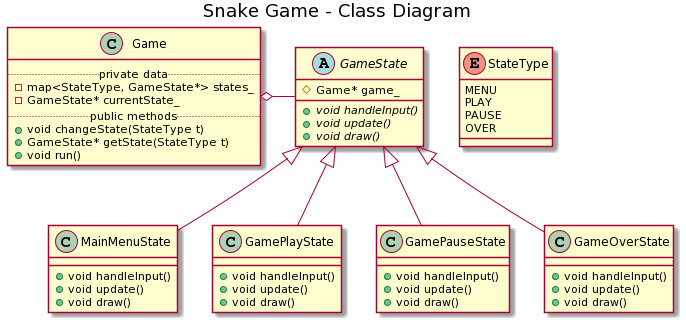 Snake Game - Class Diagram
C Game
private data
map<StateType, GameState*> states_
GameState* currentState_
public methods
void changeState(StateType t)
GameState* getState(StateType t)
void run()
A GameState
Game* game_
void handleInput()
void update()
void draw()
E StateType
MENU
PLAY
PAUSE
OVER
C MainMenuState
void handleInput()
void update()
void draw()
C GamePlayState
void handleInput()
void update()
void draw()
C GamePauseState
void handleInput()
void update()
void draw()
C GameOverState
void handleInput()
void update()
void draw()